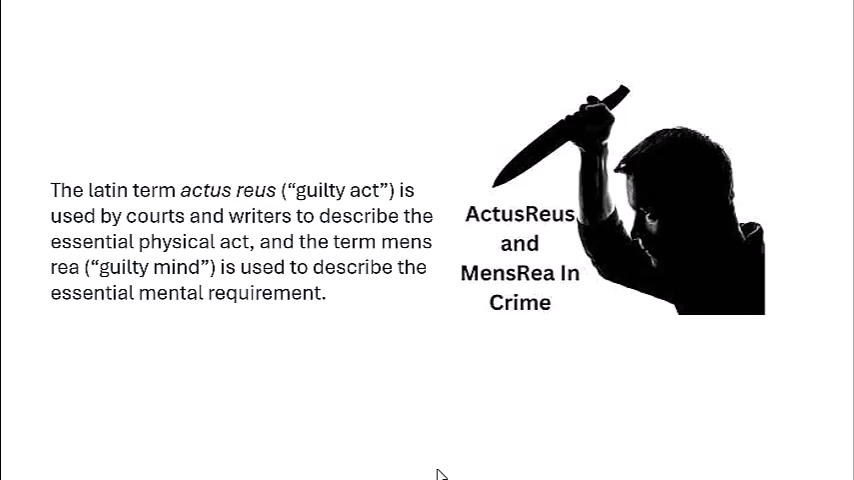 The latin term actus reus (“guilty act”) is
used by courts and writers to describe the
essential physical act, and the term mens
rea (“guilty mind”) is used to describe the
essential mental requirement.
ActusReus
and
MensRea In
Crime